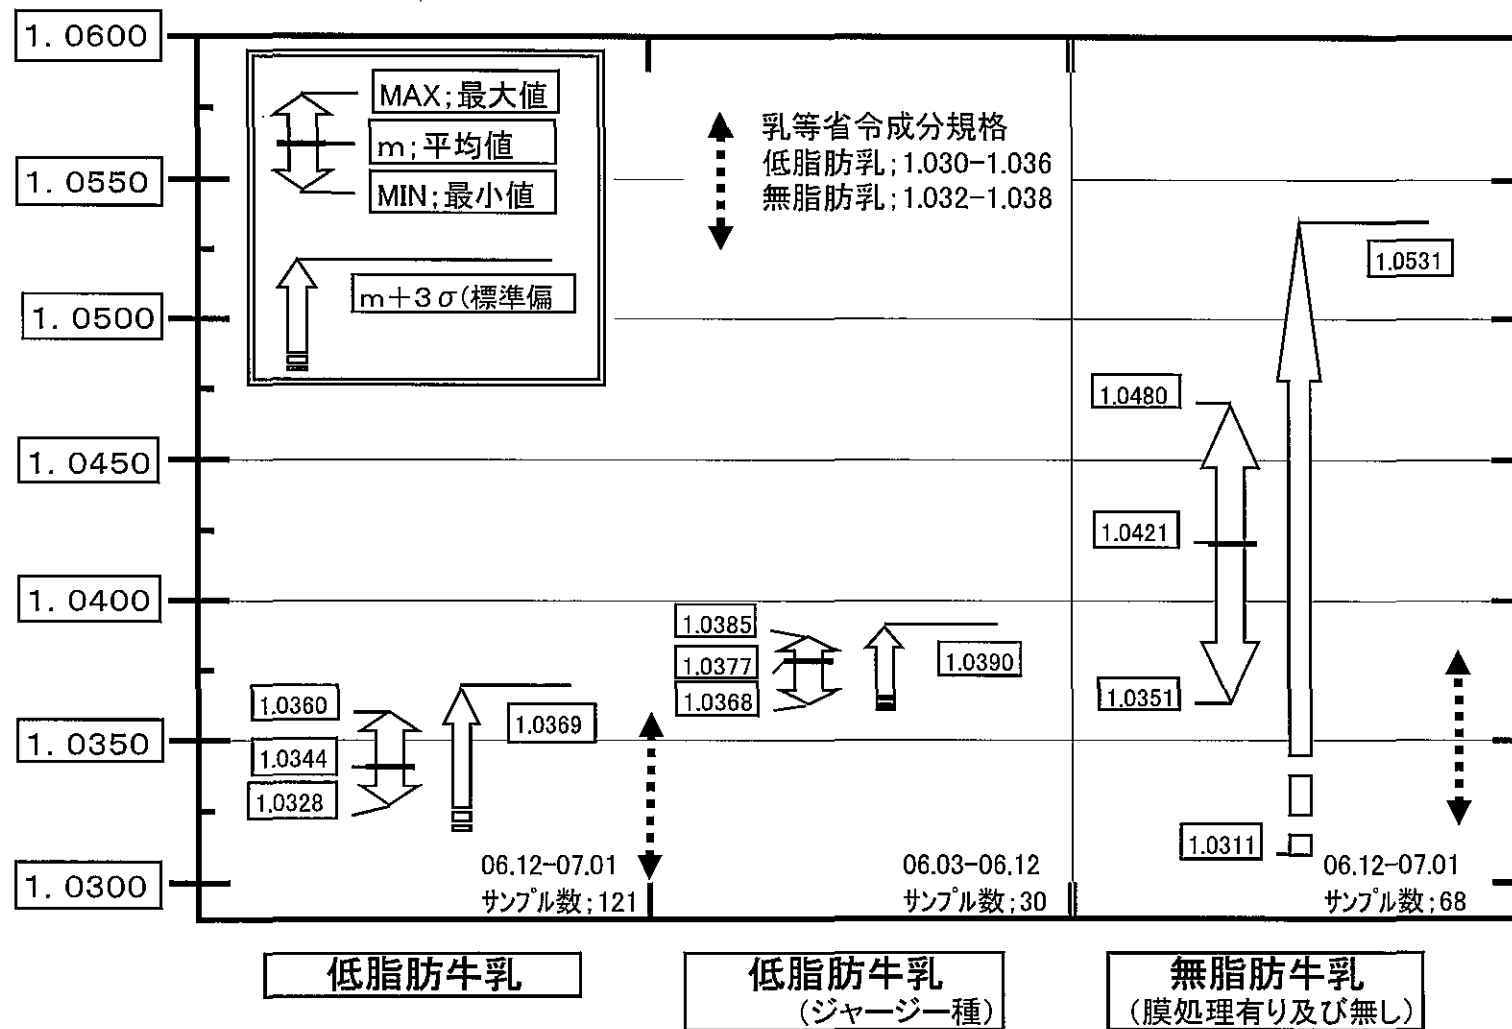 1. 0600
1. 0550
1. 0500
1. 0450
1. 0400
1. 0350
1. 0300
MAX;最大値
m;平均値
MIN;最小値
m+3σ(標準偏
乳等省令成分規格
低脂肪乳;1.030-1.036
無脂肪乳;1.032-1.038
1.0360
1.0344
1.0328
1.0369
06.12-07.01
サンプル数;121
1.0385
1.0377
1.0368
1.0390
06.03-06.12
サンプル数;30
1.0531
1.0480
1.0421
1.0351
1.0311
06.12-07.01
サンプル数;68
低脂肪牛乳
低脂肪牛乳
(ジャージー種)
無脂肪牛乳
(膜処理有り及び無し)